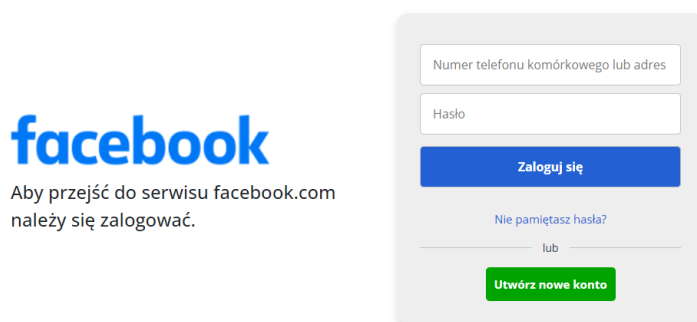 facebook
Aby przejść do serwisu facebook.com
należy się zalogować.
Numer telefonu komórkowego lub adres
Hasło
Zaloguj się
Nie pamiętasz hasła?
lub
Utwórz nowe konto